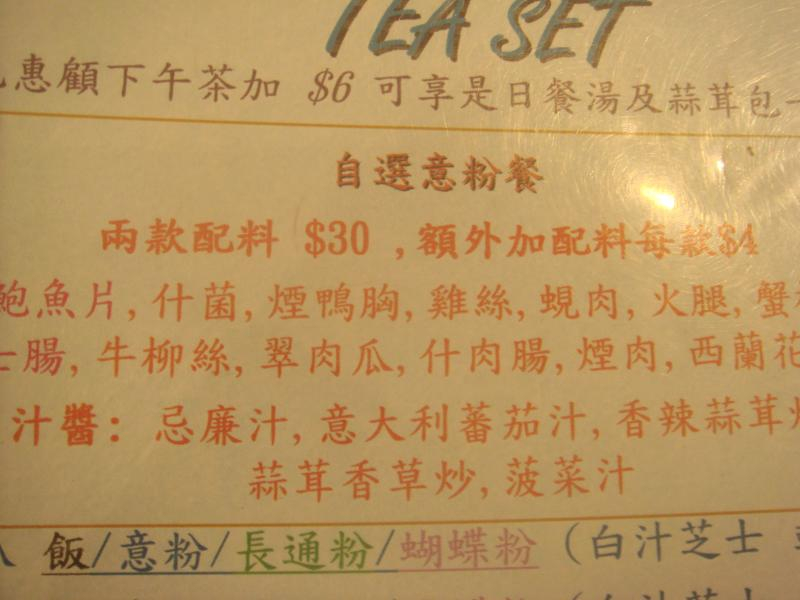 TEA SET
惠顧下午茶加 $6 可享是日餐湯及蒜茸包一
自選意粉餐
兩款配料 $30 , 額外加配料每款$4
鮑魚片, 什菌, 煙鴨胸, 雞絲, 蜆肉, 火腿, 蟹
士腸, 牛柳絲, 翠肉瓜, 什肉腸, 煙肉, 西蘭花
汁醬: 忌廉汁, 意大利蕃茄汁, 香辣蒜茸炒
蒜茸香草炒, 菠菜汁
飯/意粉/長通粉/蝴蝶粉 (白汁芝士